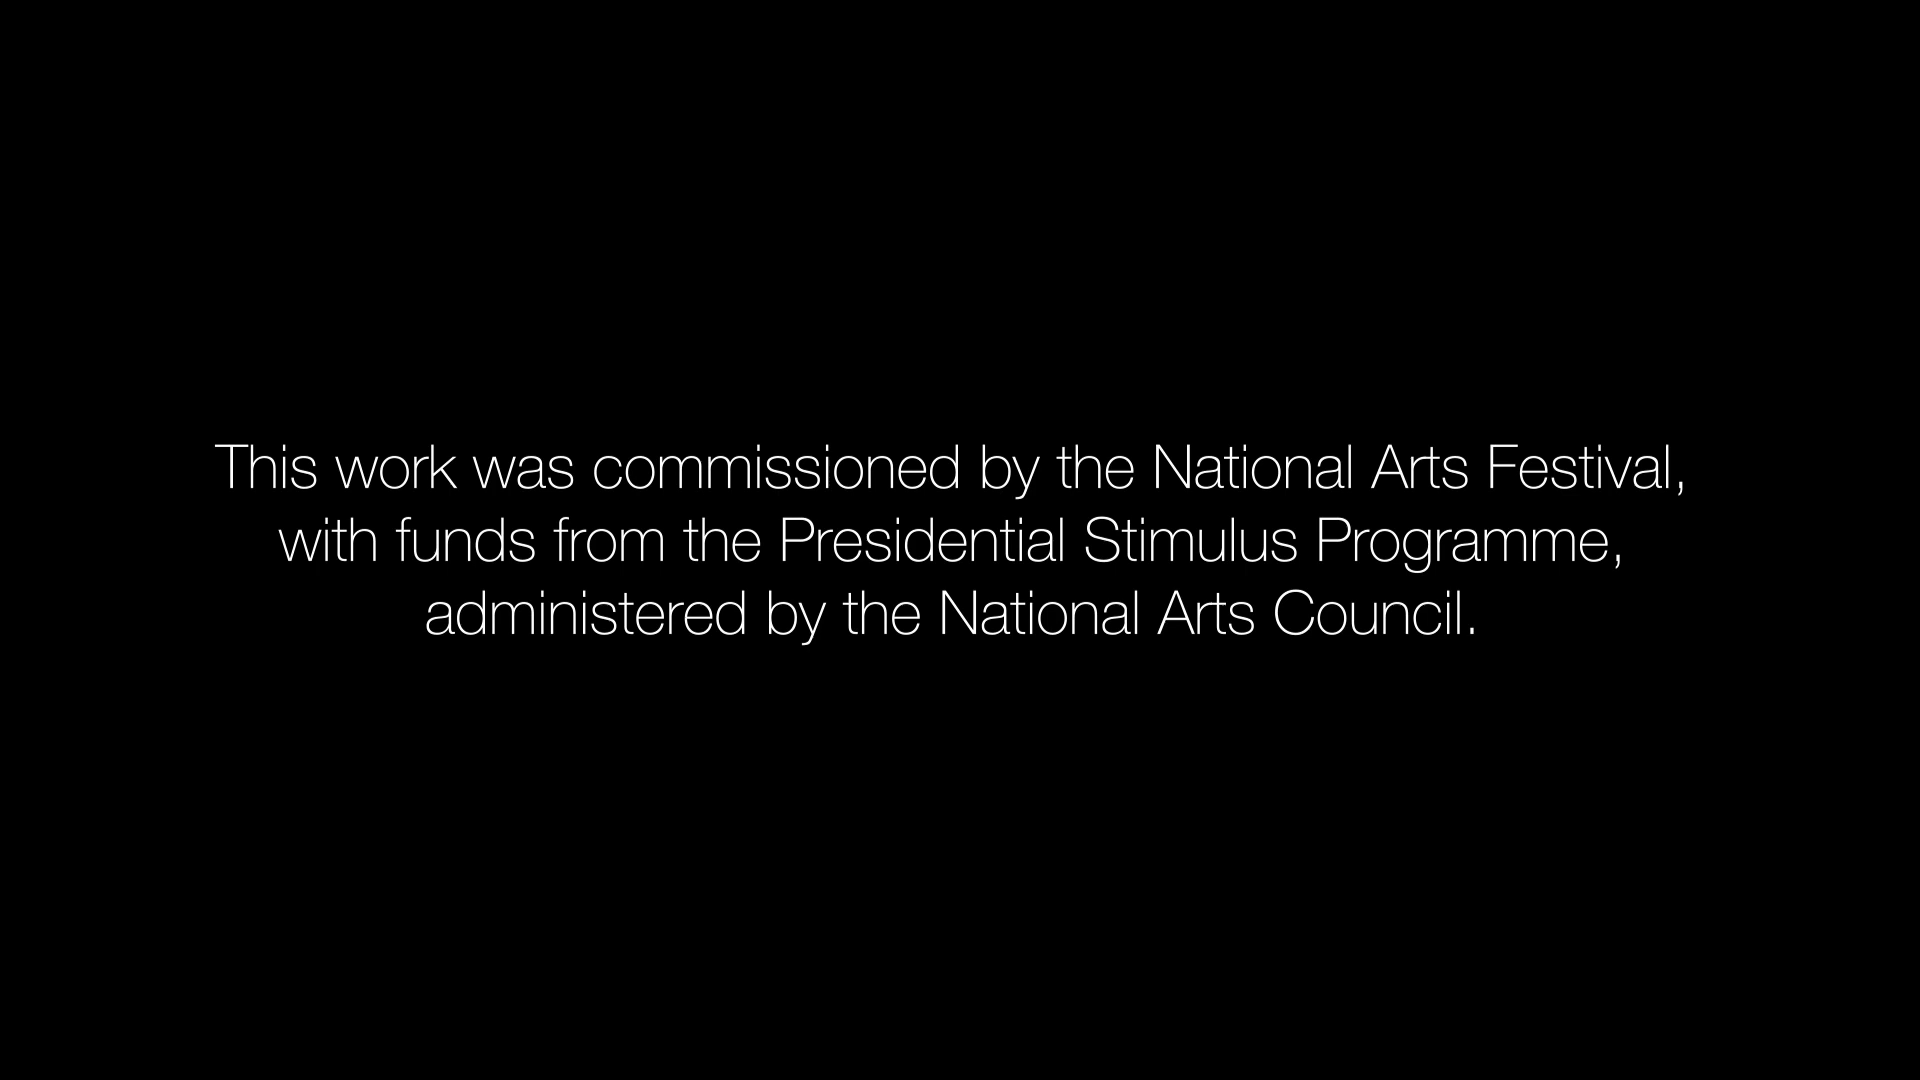 This work was commissioned by the National Arts Festival,
with funds from the Presidential Stimulus Programme,
administered by the National Arts Council.